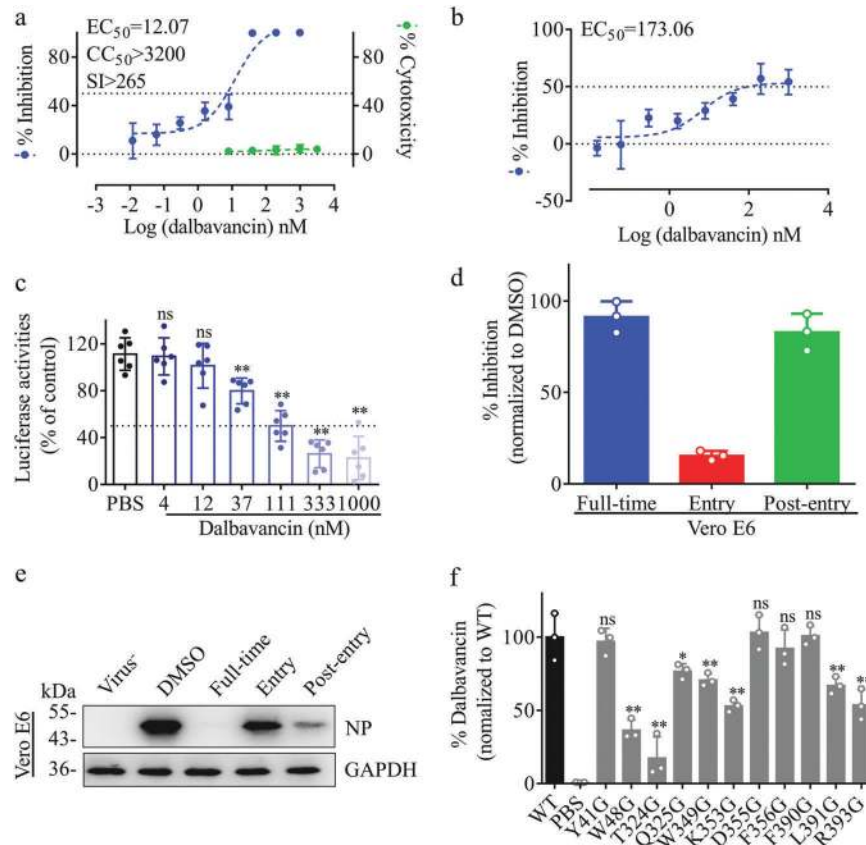 a
EC50=12.07
CC50>3200
SI>265
100
50
0
% Inhibition
100
50
0
% Cytotoxicity
-3 -2 -1 0 1 2 3 4
Log (dalbavancin) nM
b
EC50=173.06
100
50
0
-50
% Inhibition
0 2 4
Log (dalbavancin) nM
c
ns
ns
**
**
**
**
120
80
40
0
Luciferase activities
(% of control)
PBS 4 12 37 111 333 1000
Dalbavancin (nM)
d
100
50
0
% Inhibition
(normalized to DMSO)
Full-time Entry Post-entry
Vero E6
e
Virus-
DMSO
Full-time
Entry
Post-entry
kDa
55-
43-
NP
36-
GAPDH
Vero E6
f
ns
**
**
*
**
**
ns
ns
ns
**
**
100
50
0
% Dalbavancin
(nomalized to WT)
WT
PBS
Y41G
W48G
T324G
Q325G
W349G
K353G
D355G
F356G
F390G
L391G
R393G